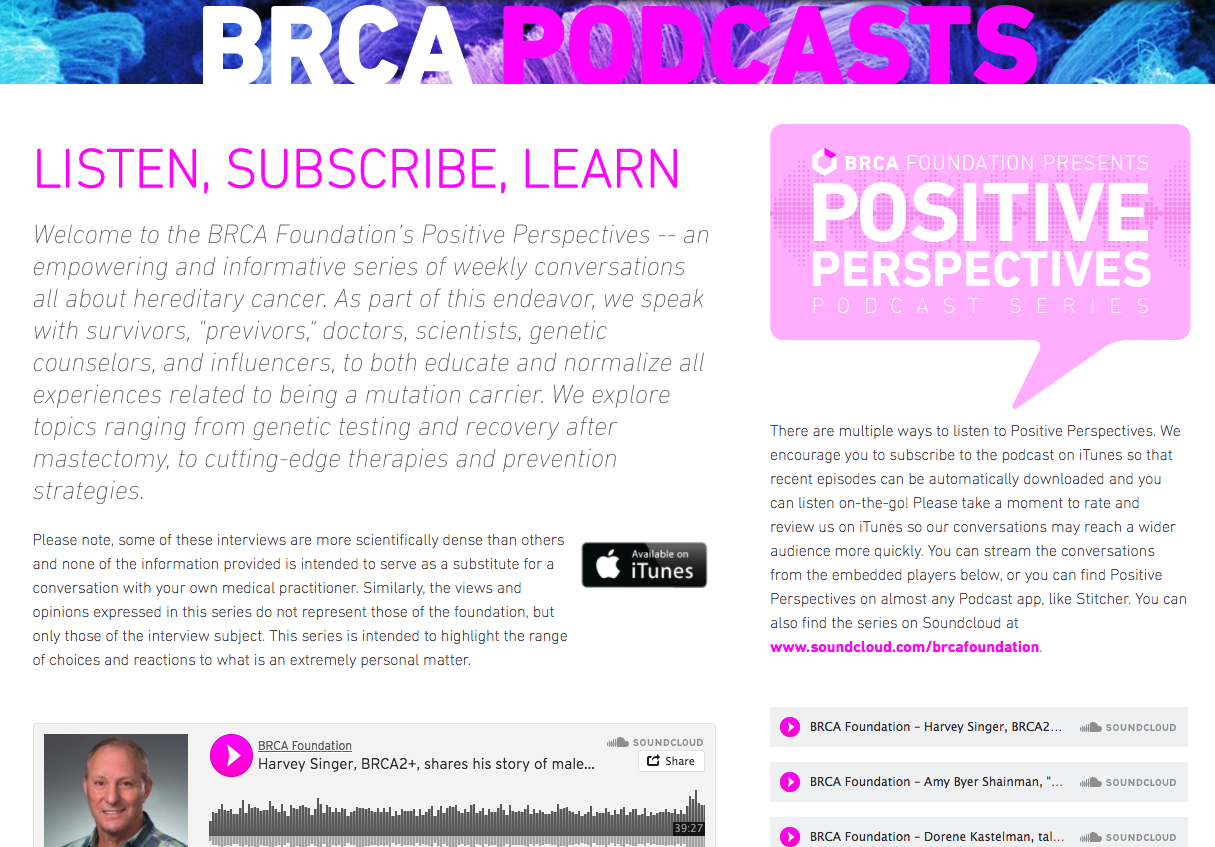 BRCA PODCASTS
LISTEN, SUBSCRIBE, LEARN
Welcome to the BRCA Foundation's Positive Perspectives -- an
empowering and informative series of weekly conversations
all about hereditary cancer. As part of this endeavor, we speak
with survivors, "previvors," doctors, scientists, genetic
counselors, and influencers, to both educate and normalize all
experiences related to being a mutation carrier. We explore
topics ranging from genetic testing and recovery after
mastectomy, to cutting-edge therapies and prevention
strategies.
Please note, some of these interviews are more scientifically dense than others
and none of the information provided is intended to serve as a substitute for a
conversation with your own medical practitioner. Similarly, the views and
opinions expressed in this series do not represent those of the foundation, but
only those of the interview subject. This series is intended to highlight the range
of choices and reactions to what is an extremely personal matter.
Available on
iTunes
BRCA Foundation
SOUNDCLOUD
Harvey Singer, BRCA2+, shares his story of male...
Share
39:27
BRCA FOUNDATION PRESENTS
POSITIVE
PERSPECTIVES
PODCAST SERIES
There are multiple ways to listen to Positive Perspectives. We
encourage you to subscribe to the podcast on iTunes so that
recent episodes can be automatically downloaded and you
can listen on-the-go! Please take a moment to rate and
review us on iTunes so our conversations may reach a wider
audience more quickly. You can stream the conversations
from the embedded players below, or you can find Positive
Perspectives on almost any Podcast app, like Stitcher. You can
also find the series on Soundcloud at
www.soundcloud.com/brcafoundation.
BRCA Foundation – Harvey Singer, BRCA2... SOUNDCLOUD
BRCA Foundation – Amy Byer Shainman, "... SOUNDCLOUD
BRCA Foundation – Dorene Kastelman, tal... SOUNDCLOUD